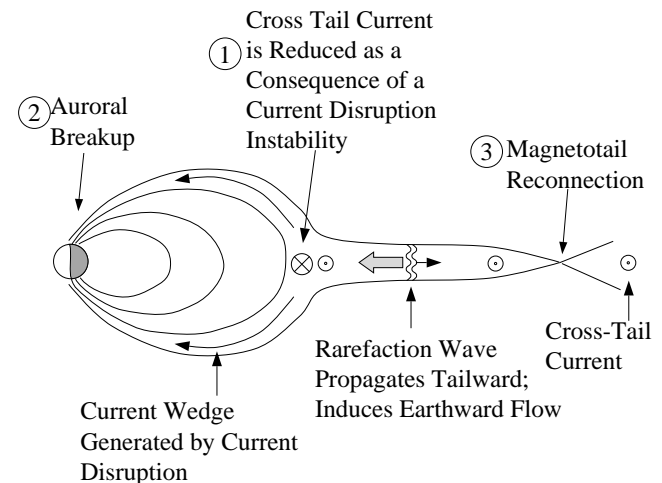 1
Cross Tail Current
is Reduced as a
Consequence of a
Current Disruption
Instability
2
Auroral
Breakup
3
Magnetotail
Reconnection
Cross-Tail
Current
Rarefaction Wave
Propagates Tailward;
Induces Earthward Flow
Current Wedge
Generated by Current
Disruption